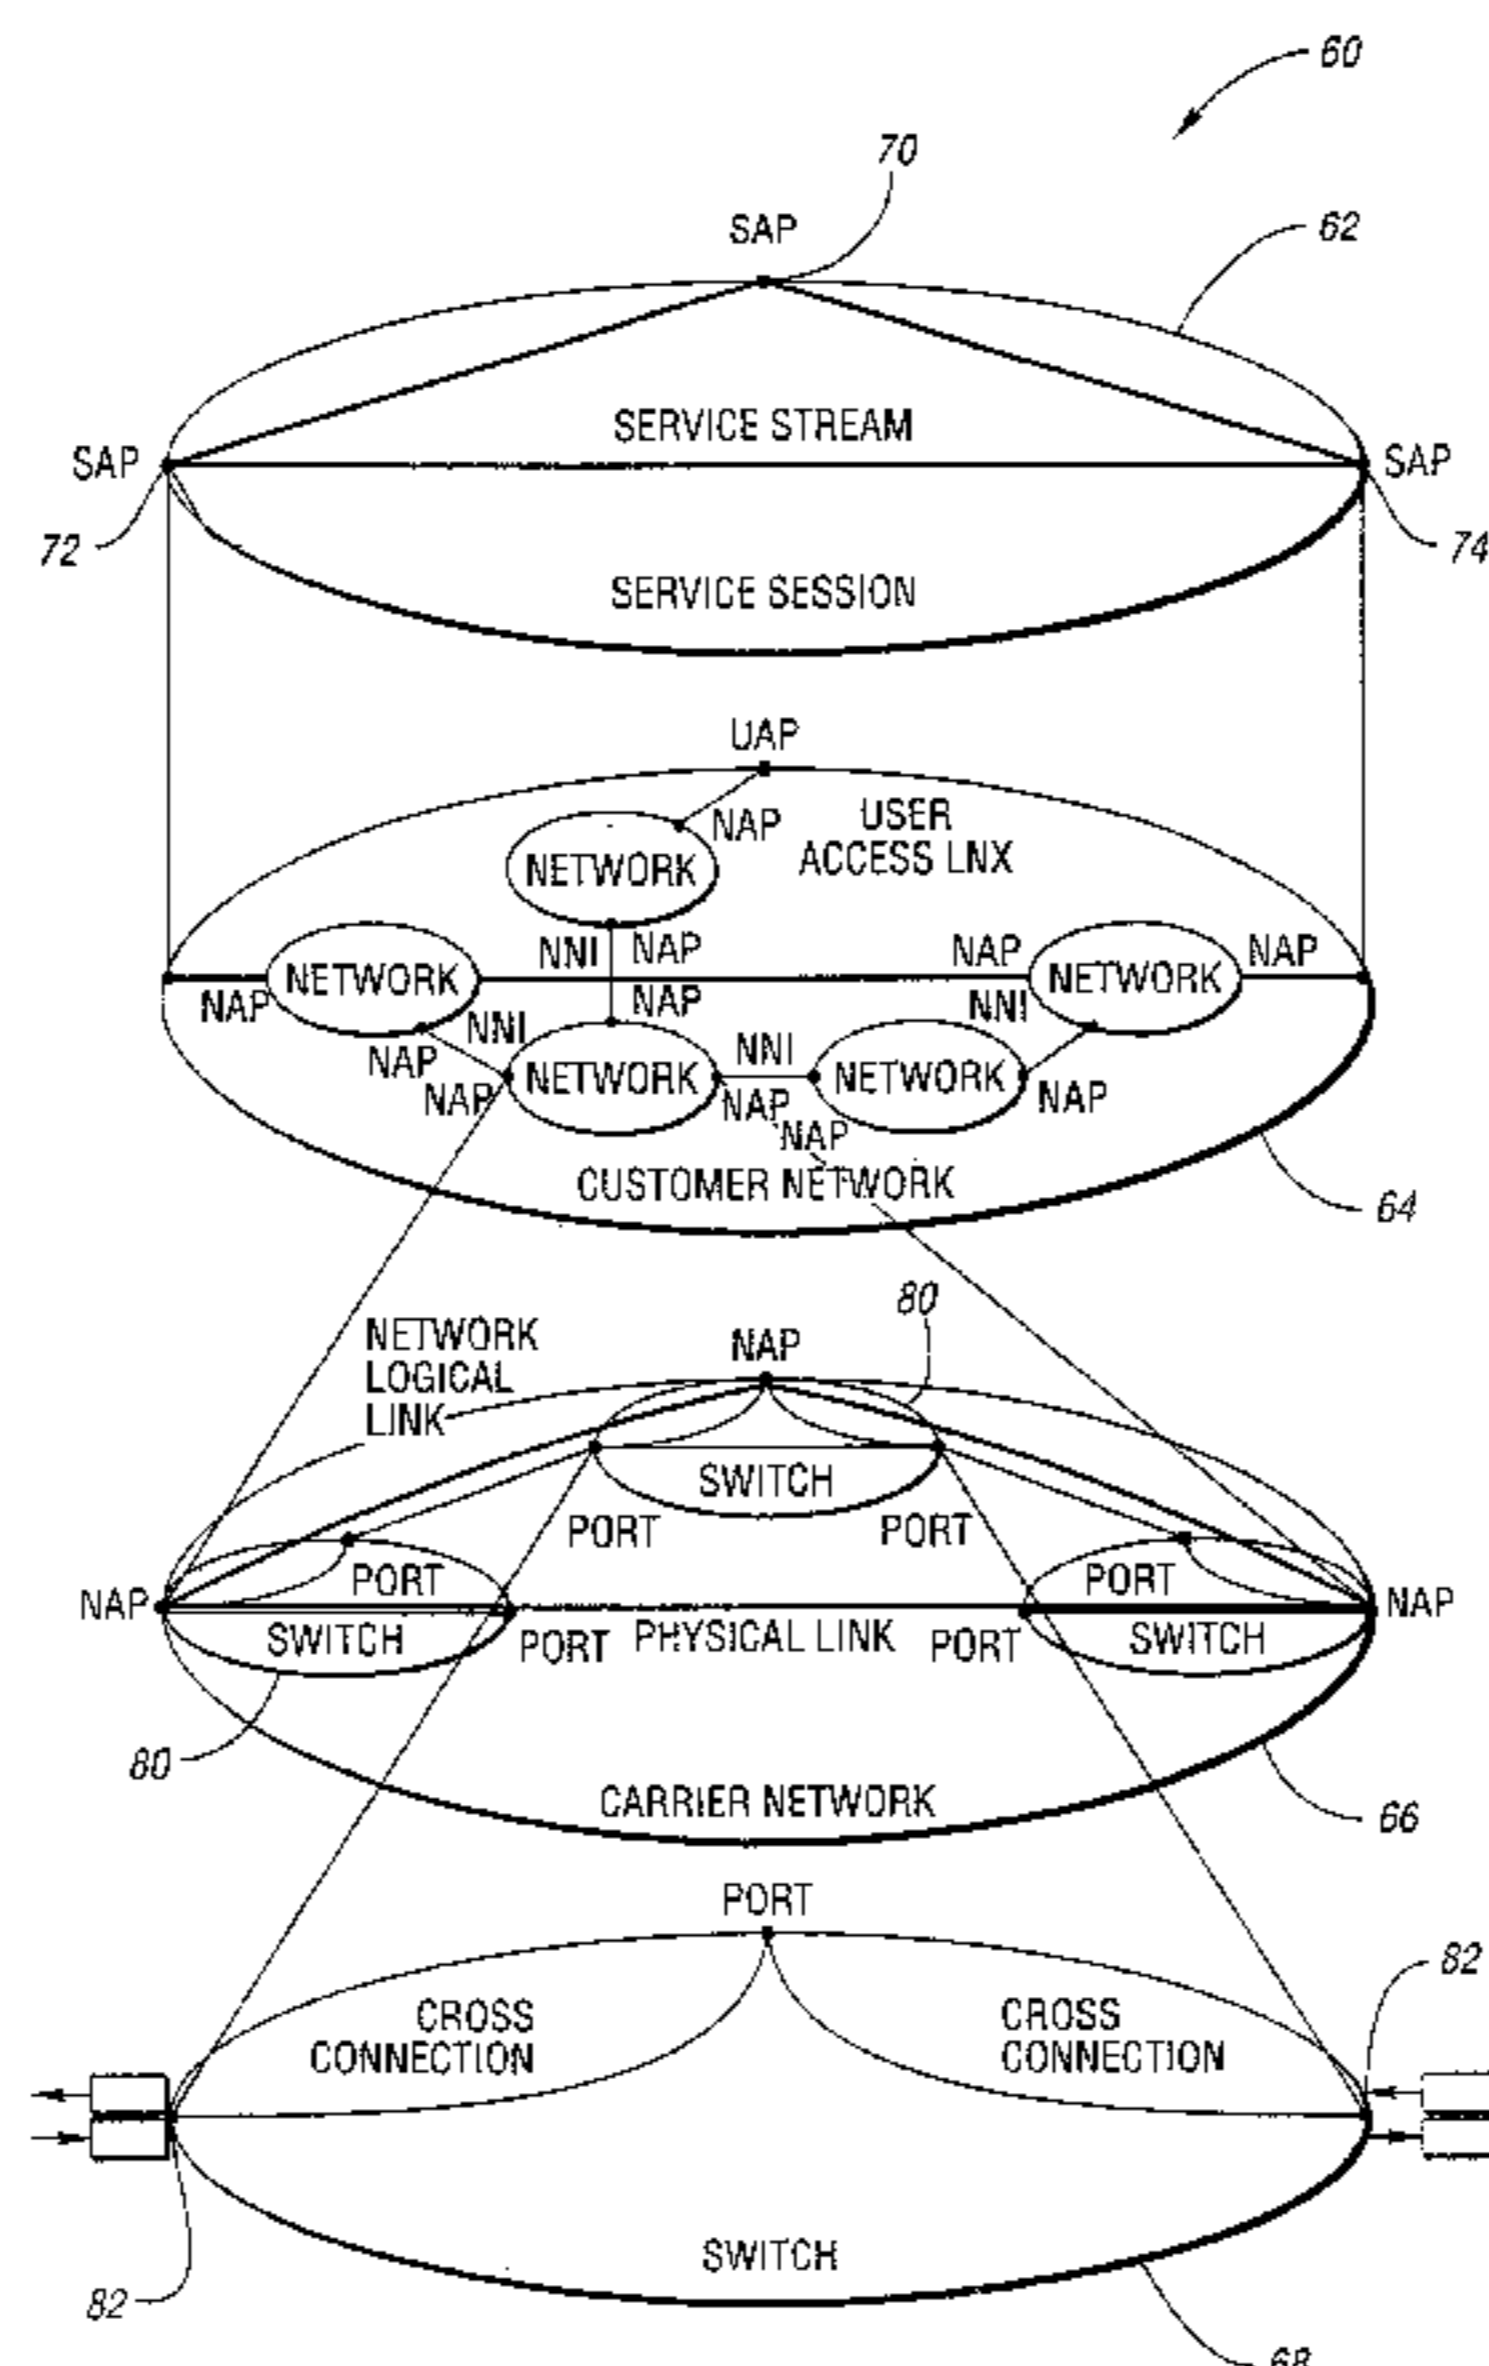 60
70
SAP
62
SERVICE STREAM
SAP
SAP
72
74
SERVICE SESSION
UAP
USER
ACCESS LNX
NAP
NETWORK
NNI
NAP
NAP
NAP
NETWORK
NETWORK
NAP
NAP
NNI
NNI
NAP
NNI
NAP
NETWORK
NETWORK
NAP
NAP
NAP
CUSTOMER NETWORK
64
80
NETWORK
LOGICAL
LINK
NAP
SWITCH
PORT
PORT
PORT
PORT
NAP
NAP
SWITCH
PORT
PHYSICAL LINK
PORT
SWITCH
80
CARRIER NETWORK
66
PORT
82
CROSS
CONNECTION
CROSS
CONNECTION
SWITCH
82
68